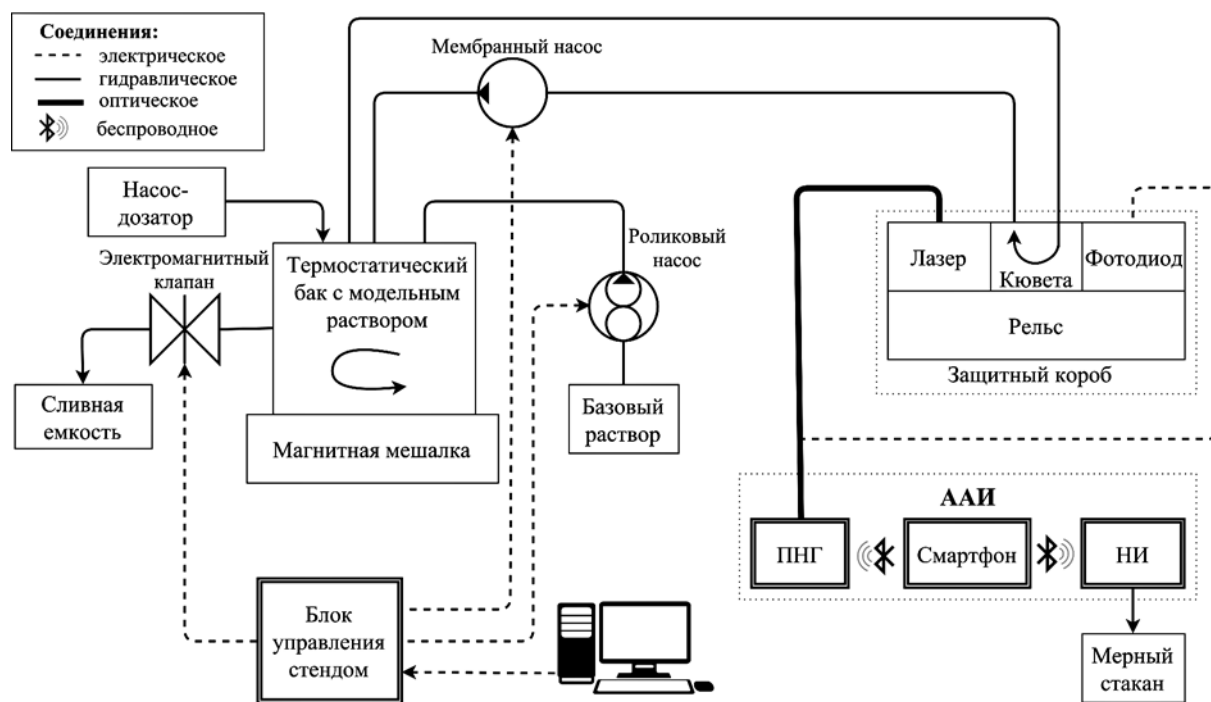 Соединения:
электрическое
гидравлическое
оптическое
беспроводное
Мембранный насос
Насос-
дозатор
Электромагнитный
клапан
Термостатический
бак с модельным
раствором
Роликовый
насос
Лазер
Кювета
Фотодиод
Рельс
Защитный короб
Сливная
емкость
Магнитная мешалка
Базовый
раствор
ААИ
ПНГ
Смартфон
НИ
Блок
управления
стендом
Мерный
стакан